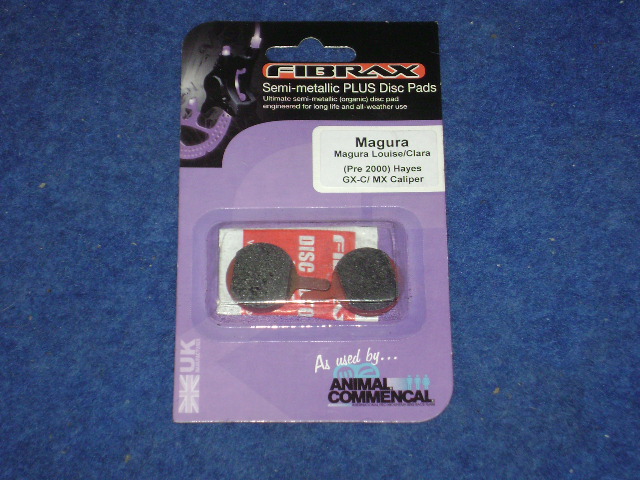 FIBRAX
Semi-metallic PLUS Disc Pads
Ultimate semi-metallic (organic) disc pad
engineered for long life and all-weather use
Magura
Magura Louise/Clara
(Pre 2000) Hayes
GX-C/ MX Caliper
FIBRAX
DISC
UK
As used by...
ANIMAL
COMMENCAL